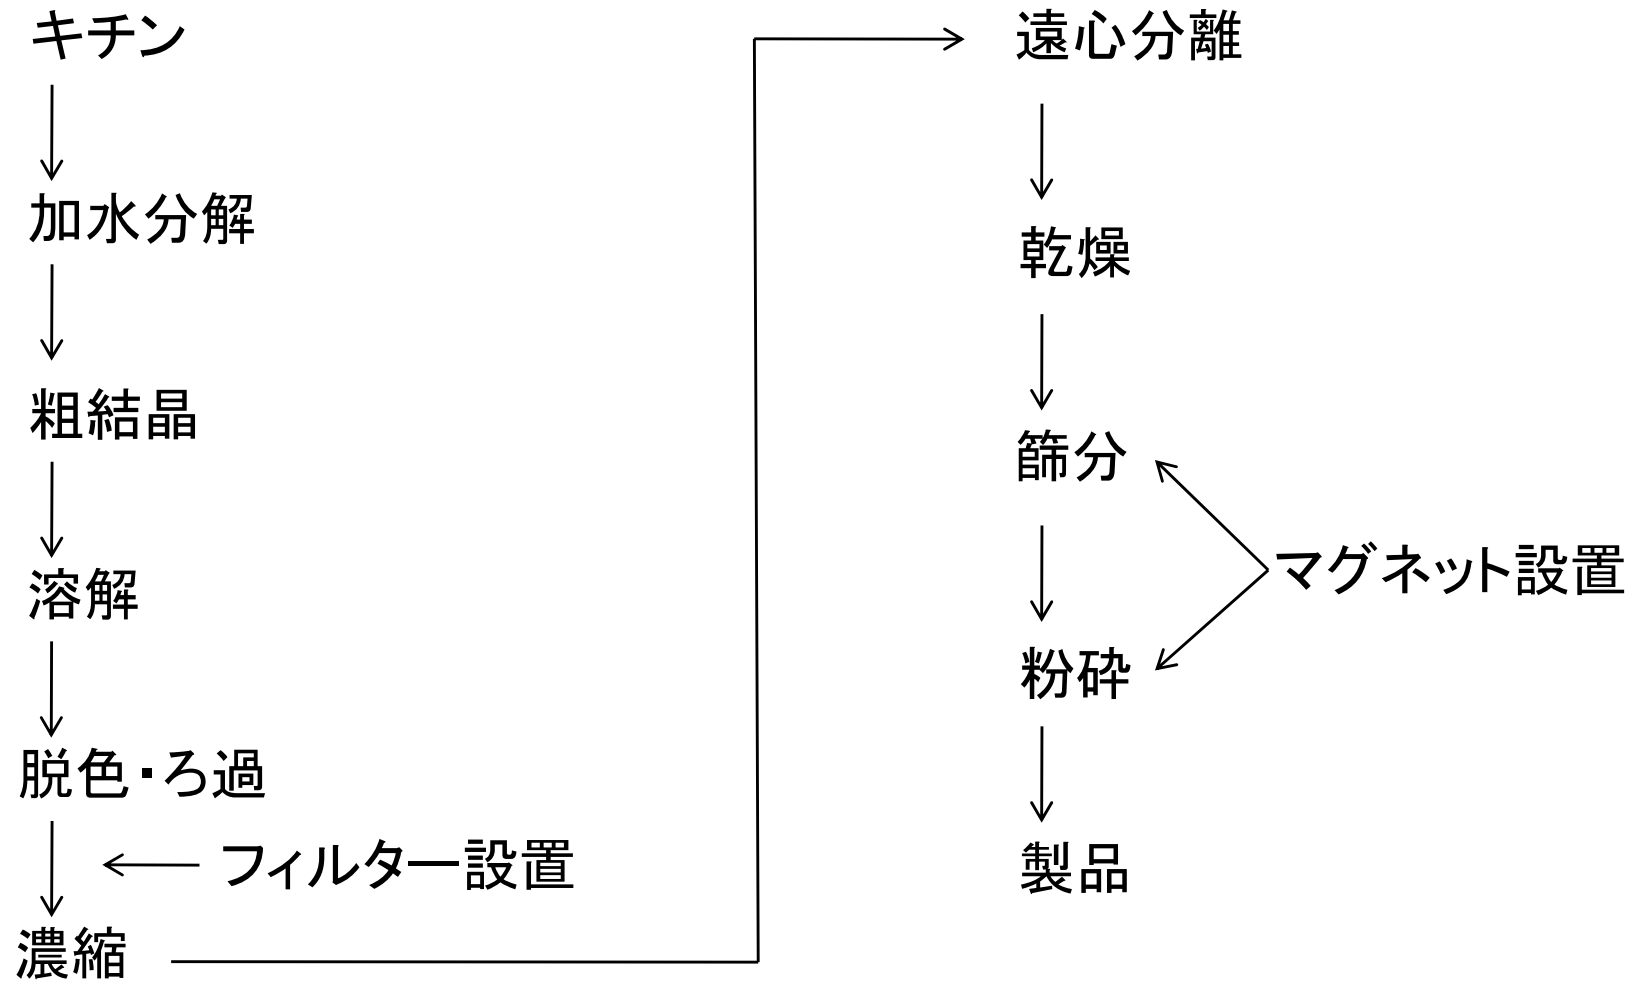 キチン
加水分解
粗結晶
溶解
脱色・ろ過
フィルター設置
濃縮
遠心分離
乾燥
篩分
マグネット設置
粉砕
製品